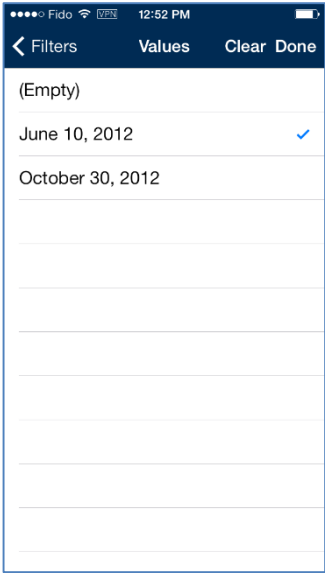 Fido VPN 12:52 PM
Filters Values Clear Done
(Empty)
June 10, 2012
October 30, 2012